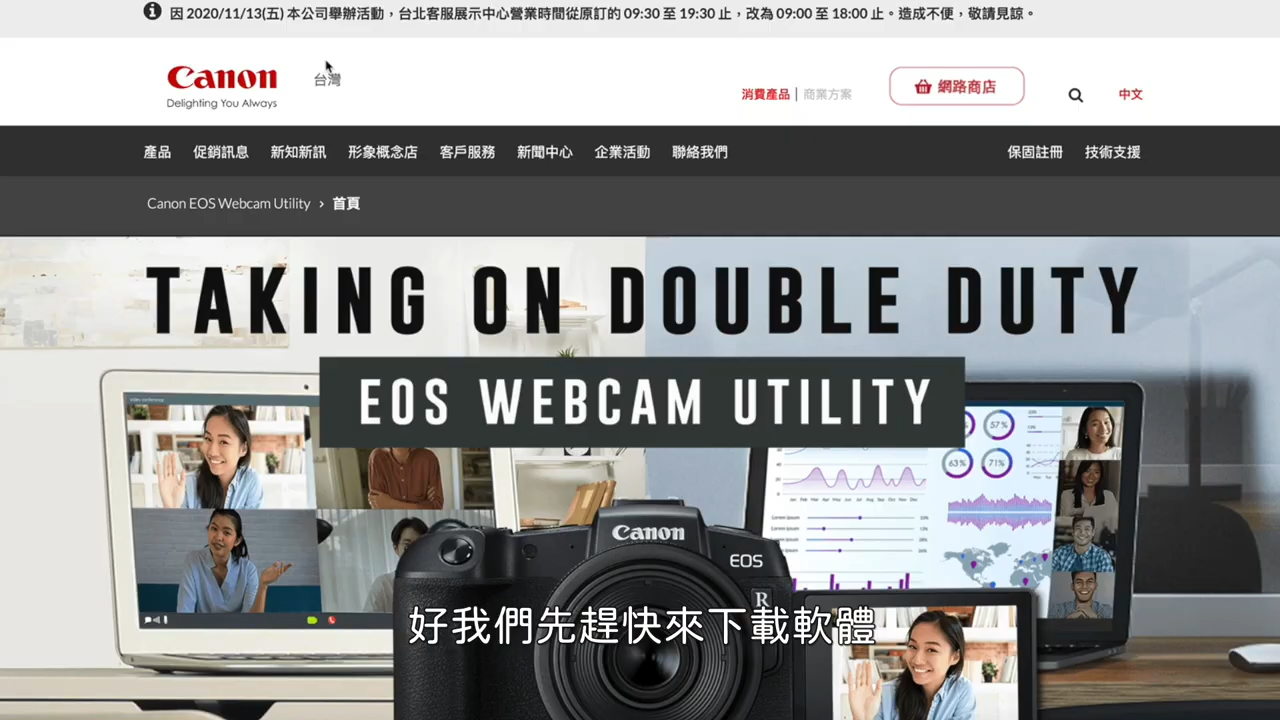 因 2020/11/13(五) 本公司舉辦活動，台北客服展示中心營業時間從原訂的 09:30 至 19:30 止，改為 09:00 至 18:00 止。造成不便，敬請見諒。
Canon
台灣
Delighting You Always
消費產品 | 商業方案
網路商店
中文
產品 促銷訊息 新知新訊 形象概念店 客戶服務 新聞中心 企業活動 聯絡我們 保固註冊 技術支援
Canon EOS Webcam Utility › 首頁
TAKING ON DOUBLE DUTY
EOS WEBCAM UTILITY
57%
63% 71%
Canon
EOS
R
好我們先趕快來下載軟體